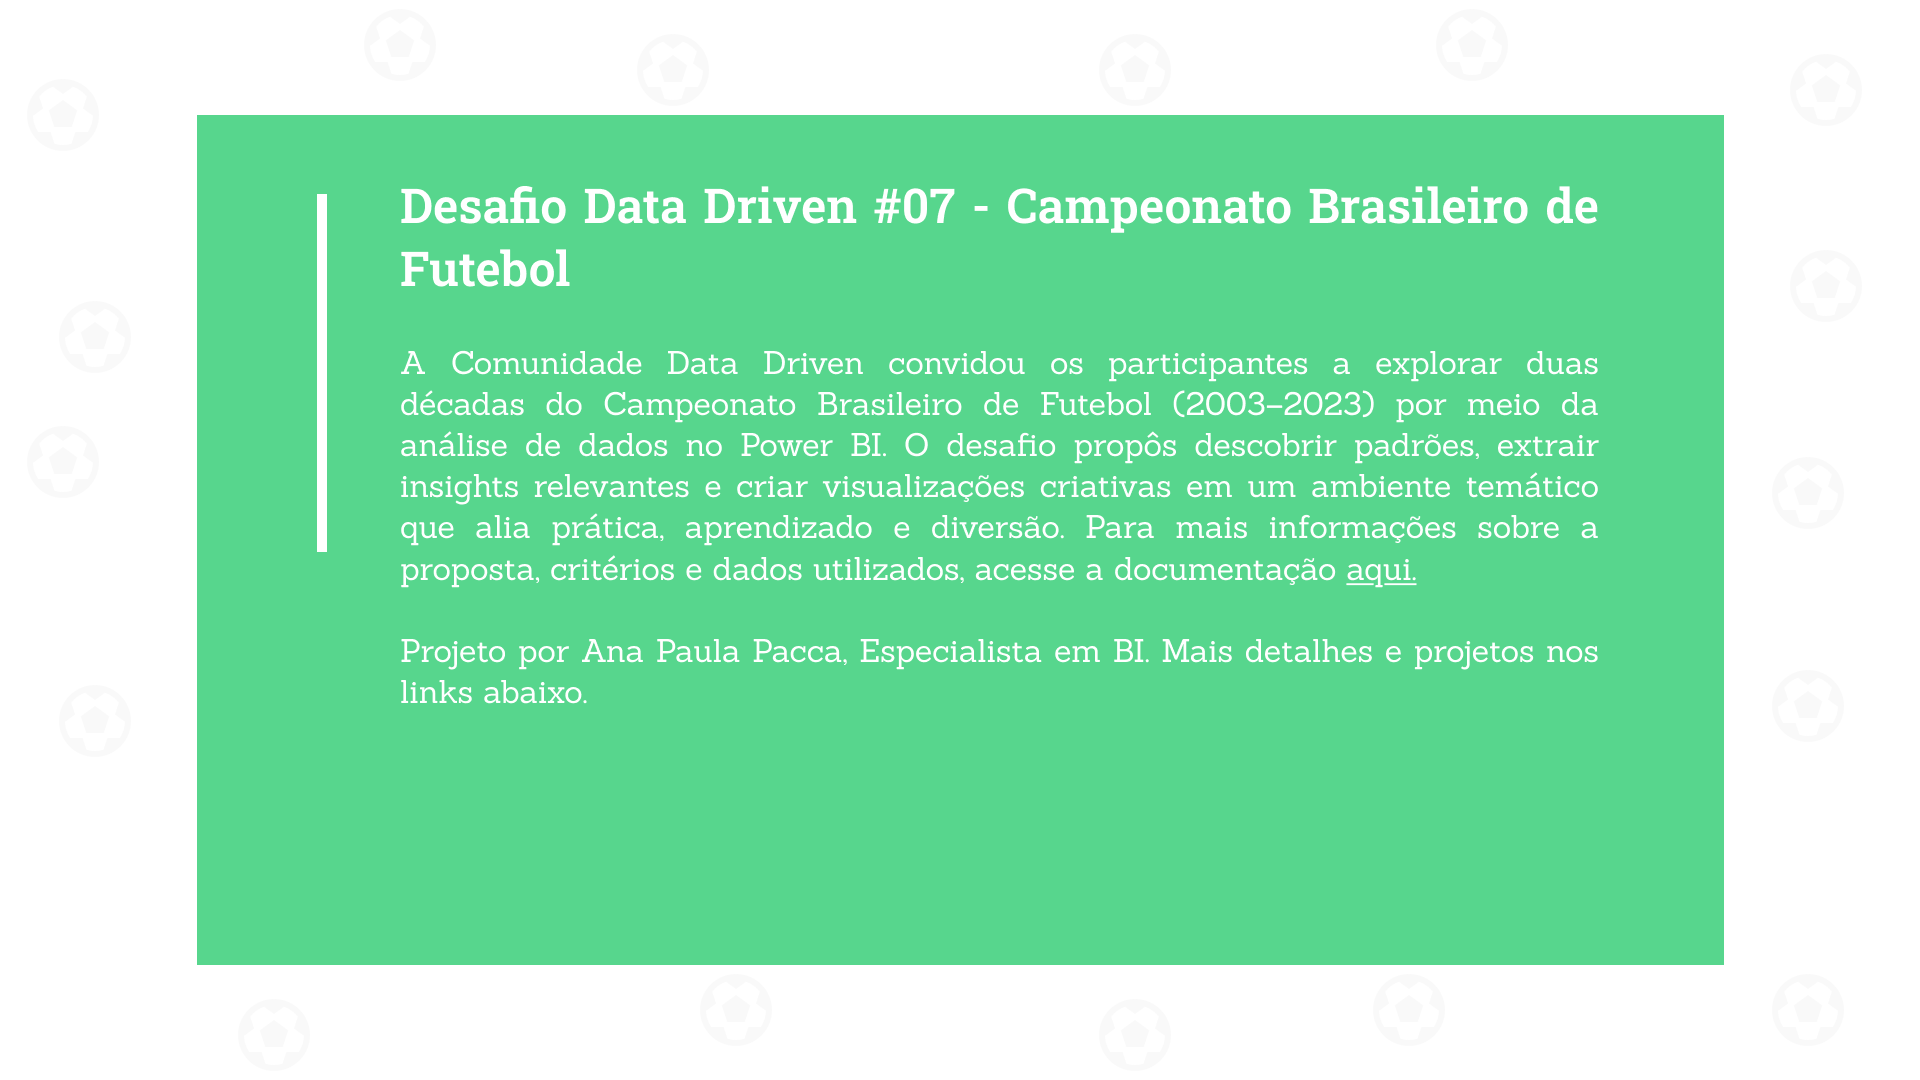 Desafio Data Driven #07 - Campeonato Brasileiro de
Futebol
A Comunidade Data Driven convidou os participantes a explorar duas
décadas do Campeonato Brasileiro de Futebol (2003–2023) por meio da
análise de dados no Power BI. O desafio propôs descobrir padrões, extrair
insights relevantes e criar visualizações criativas em um ambiente temático
que alia prática, aprendizado e diversão. Para mais informações sobre a
proposta, critérios e dados utilizados, acesse a documentação aqui.
Projeto por Ana Paula Pacca, Especialista em BI. Mais detalhes e projetos nos
links abaixo.